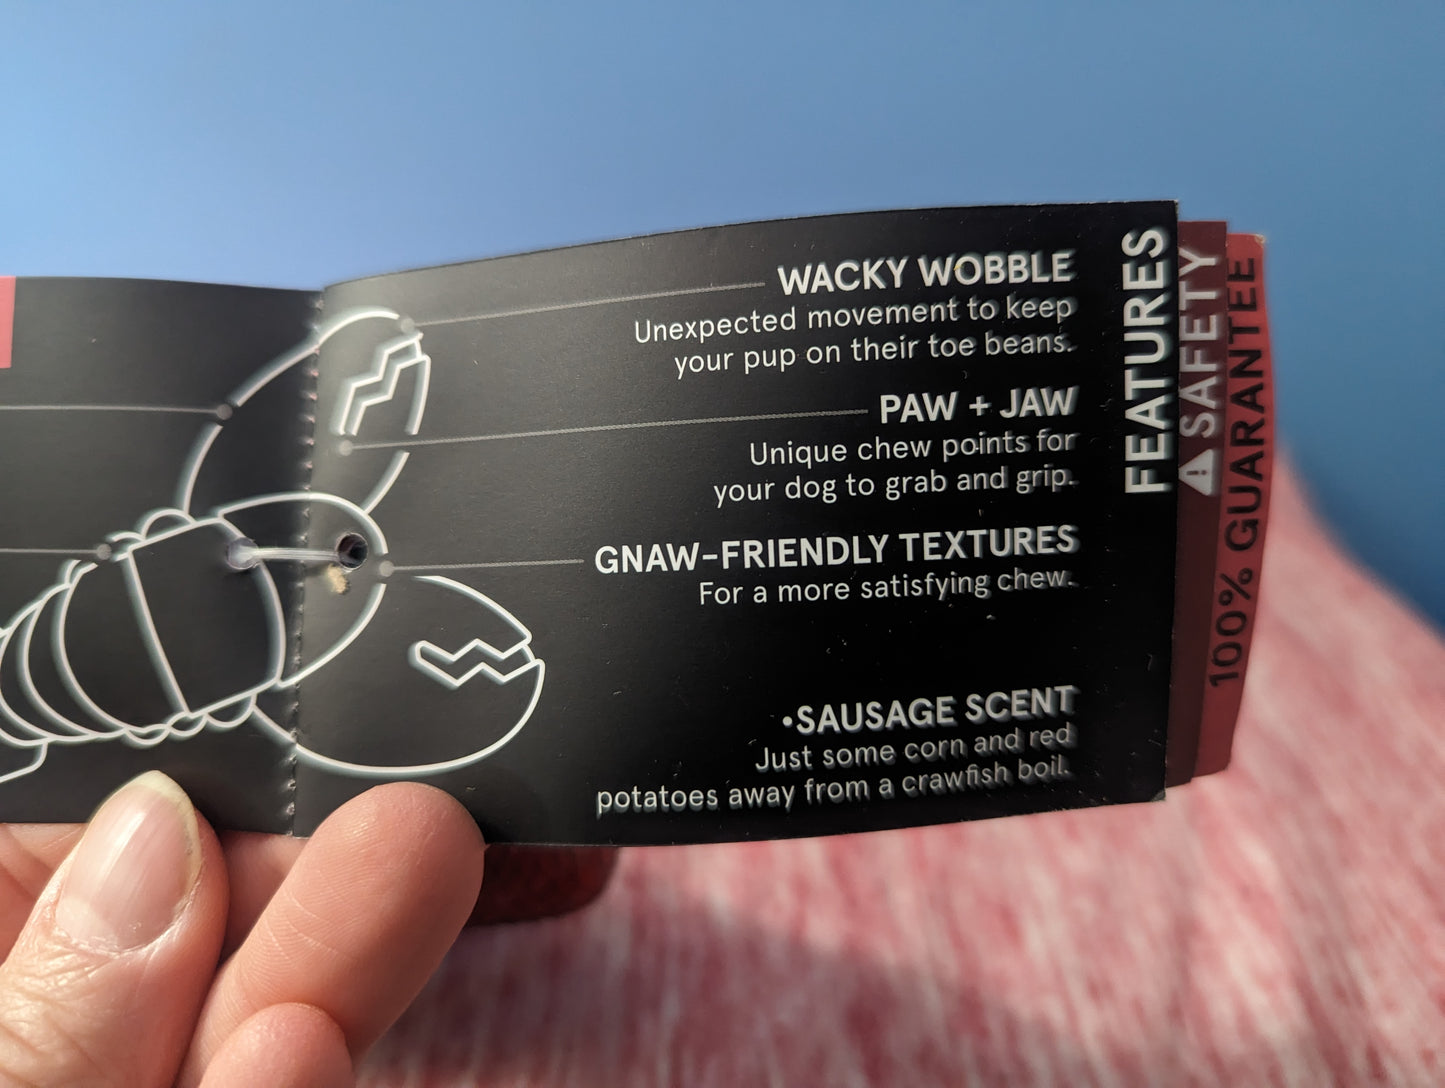 WACKY WOBBLE
Unexpected movement to keep
your pup on their toe beans.
PAW + JAW
Unique chew points for
your dog to grab and grip.
GNAW-FRIENDLY TEXTURES
For a more satisfying chew.
•SAUSAGE SCENT
Just some corn and red
potatoes away from a crawfish boil.
FEATURES
SAFETY
100% GUARANTEE